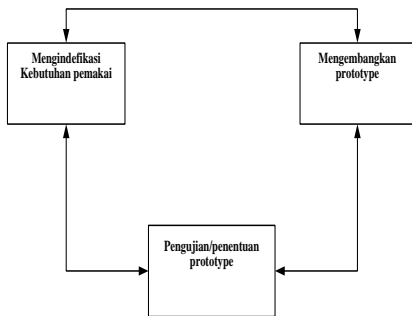 Mengindefikasi
Kebutuhan pemakai
Mengembangkan
prototype
Pengujian/penentuan
prototype